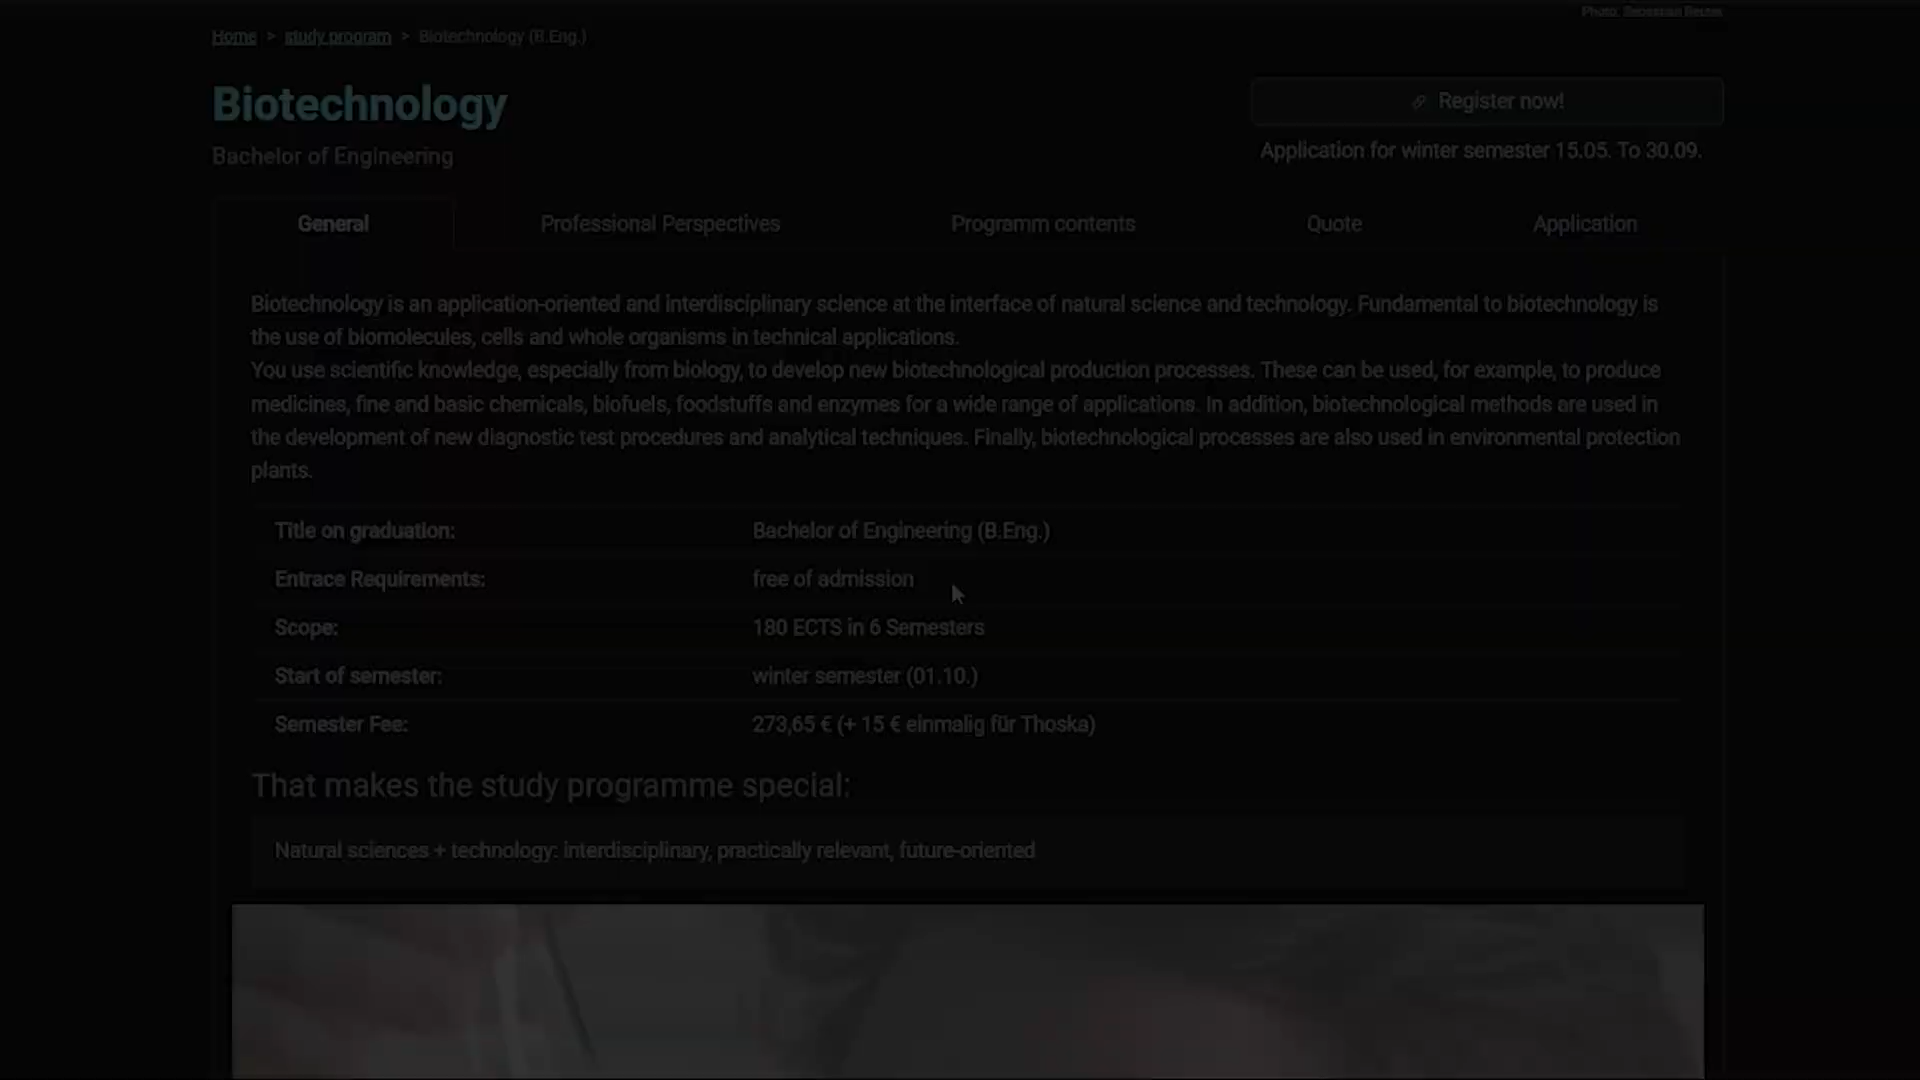 Photo: Sebastian Reuter
Home > study program > Biotechnology (B.Eng.)
Biotechnology
Register now!
Bachelor of Engineering
Application for winter semester 15.05. To 30.09.
General Professional Perspectives Programm contents Quote Application
Biotechnology is an application-oriented and interdisciplinary science at the interface of natural science and technology. Fundamental to biotechnology is
the use of biomolecules, cells and whole organisms in technical applications.
You use scientific knowledge, especially from biology, to develop new biotechnological production processes. These can be used, for example, to produce
medicines, fine and basic chemicals, biofuels, foodstuffs and enzymes for a wide range of applications. In addition, biotechnological methods are used in
the development of new diagnostic test procedures and analytical techniques. Finally, biotechnological processes are also used in environmental protection
plants.
Title on graduation: Bachelor of Engineering (B.Eng.)
Entrace Requirements: free of admission
Scope: 180 ECTS in 6 Semesters
Start of semester: winter semester (01.10.)
Semester Fee: 273,65 € (+ 15 € einmalig für Thoska)
That makes the study programme special:
Natural sciences + technology: interdisciplinary, practically relevant, future-oriented